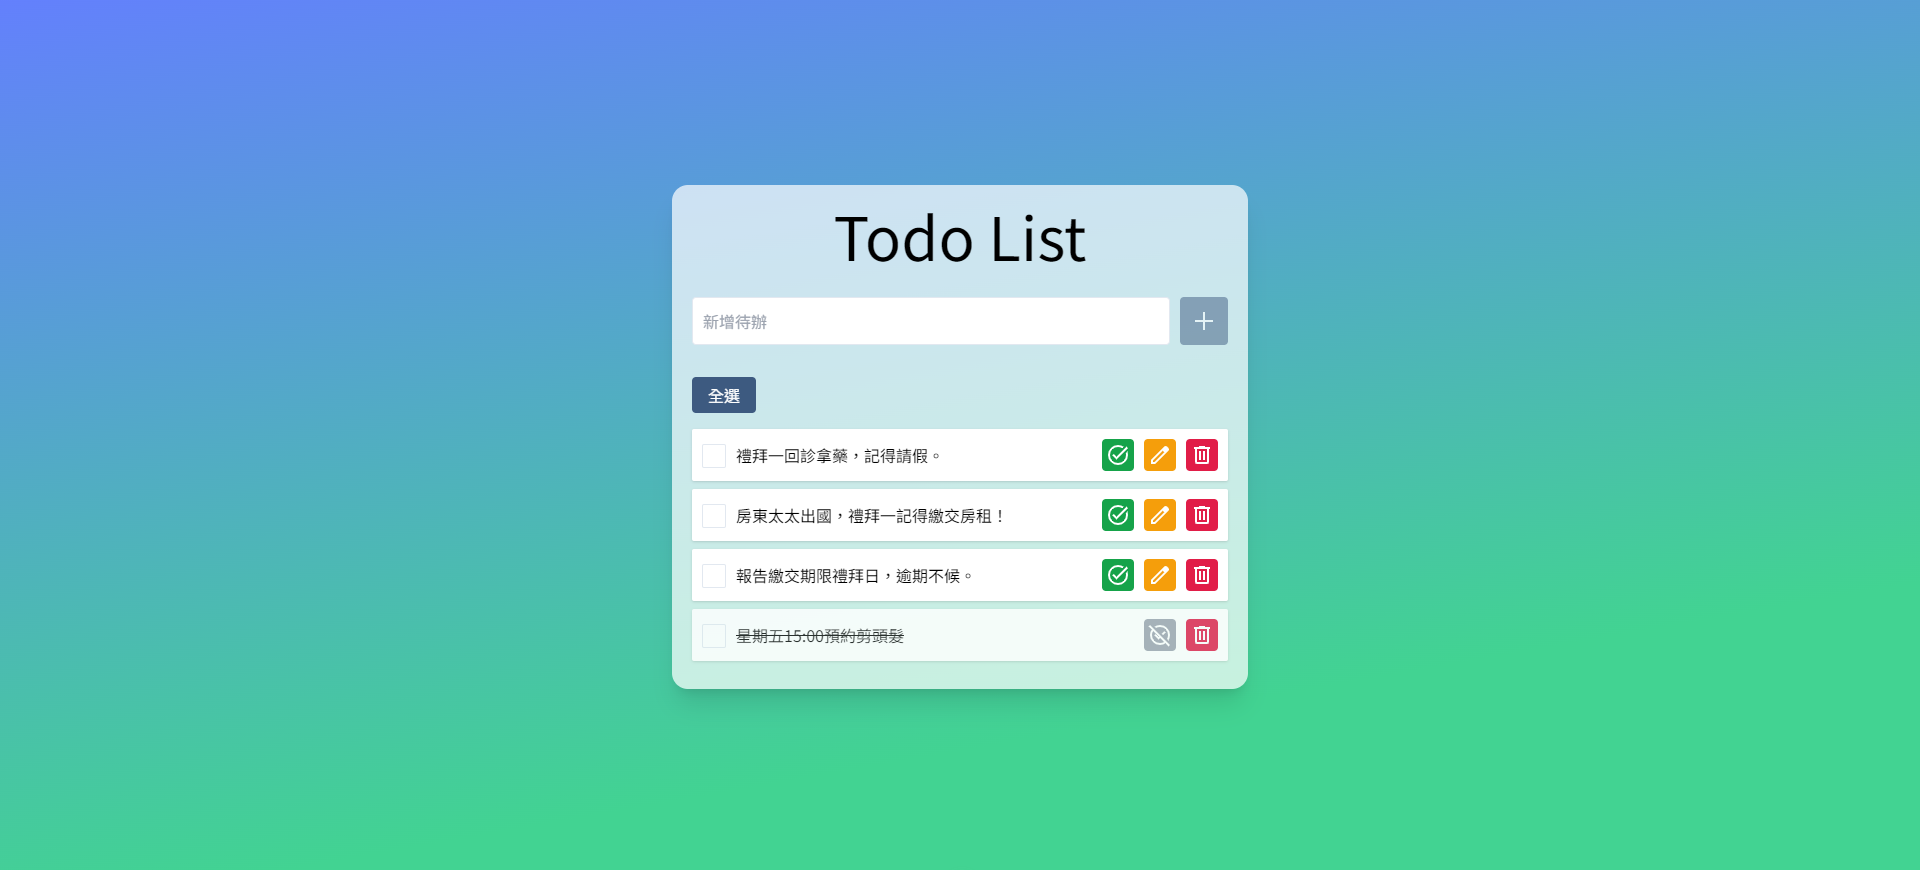 Todo List
新增待辦
全選
禮拜一回診拿藥，記得請假。
房東太太出國，禮拜一記得繳交房租！
報告繳交期限禮拜日，逾期不候。
星期五15:00預約剪頭髮